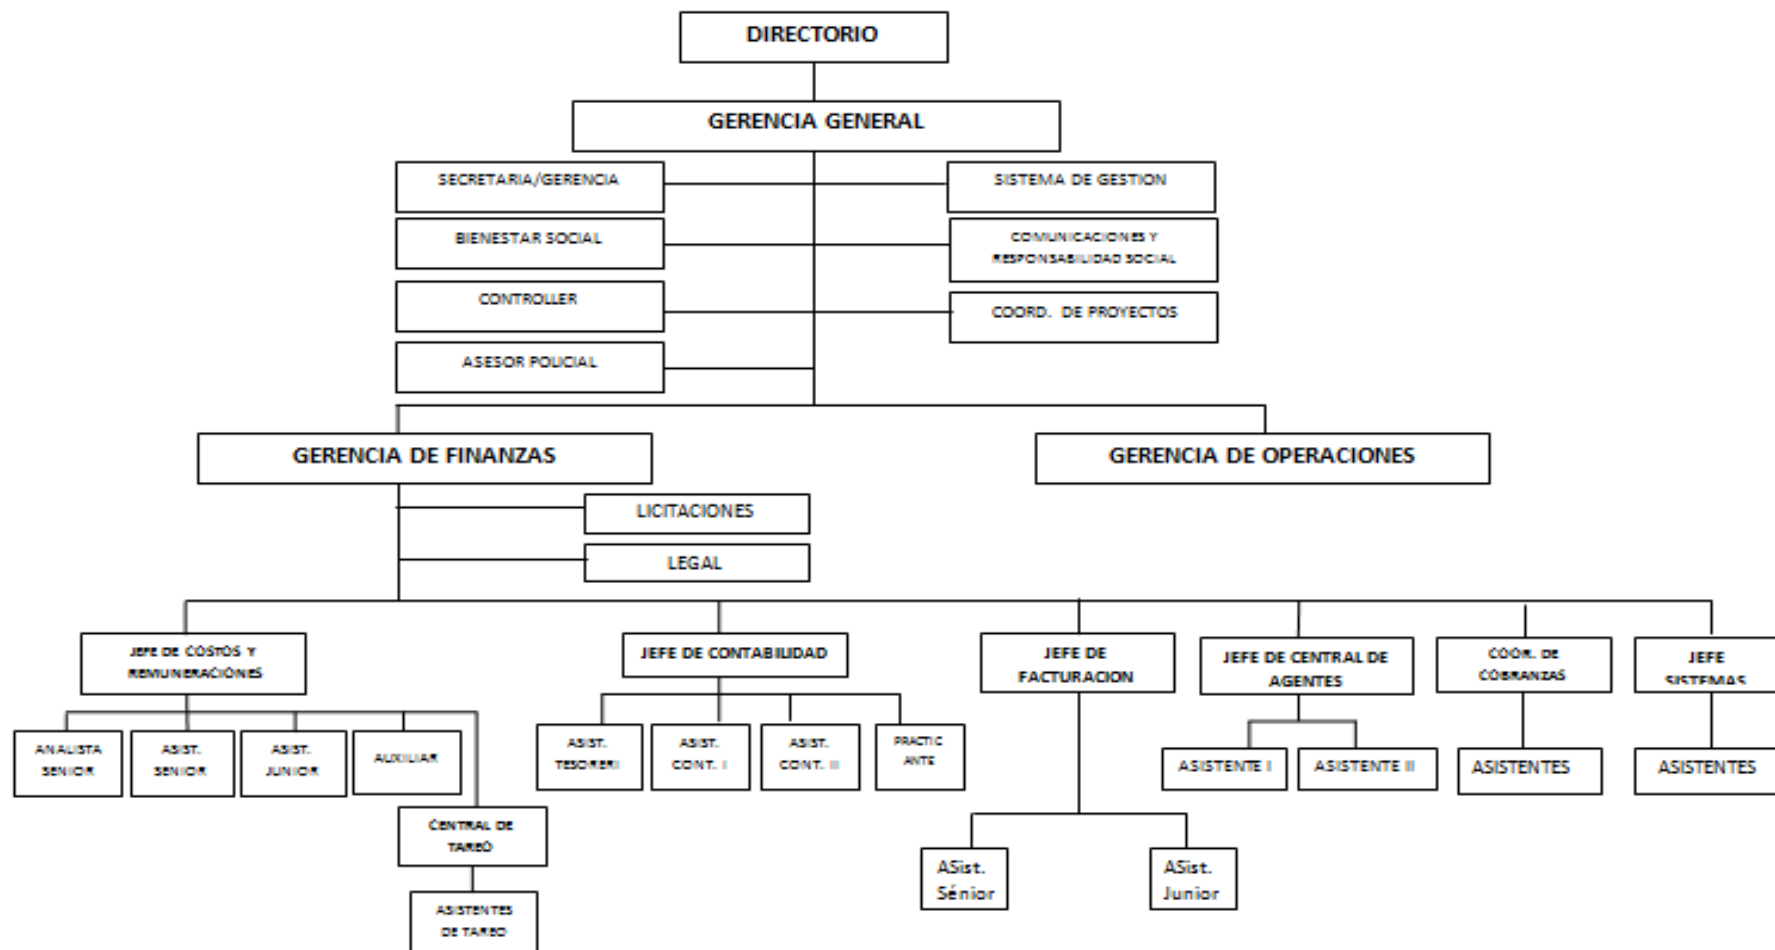 DIRECTORIO
GERENCIA GENERAL
SECRETARIA/GERENCIA
SISTEMA DE GESTION
BIENESTAR SOCIAL
COMUNICACIONES Y
RESPONSABILIDAD SOCIAL
CONTROLLER
COORD. DE PROYECTOS
ASESOR POLICIAL
GERENCIA DE FINANZAS
GERENCIA DE OPERACIONES
LICITACIONES
LEGAL
JEFE DE COSTOS Y
REMUNERACIONES
JEFE DE CONTABILIDAD
JEFE DE
FACTURACION
JEFE DE CENTRAL DE
AGENTES
COOR. DE
COBRANZAS
JEFE
SISTEMAS
ANALISTA
SENIOR
ASIST.
SENIOR
ASIST.
JUNIOR
AUXILIAR
ASIST.
TESORERI
ASIST.
CONT. I
ASIST.
CONT. II
PRACTIC
ANTE
ASISTENTE I
ASISTENTE II
ASISTENTES
ASISTENTES
CENTRAL DE
TAREO
ASist.
Sénior
ASist.
Junior
ASISTENTES
DE TAREO